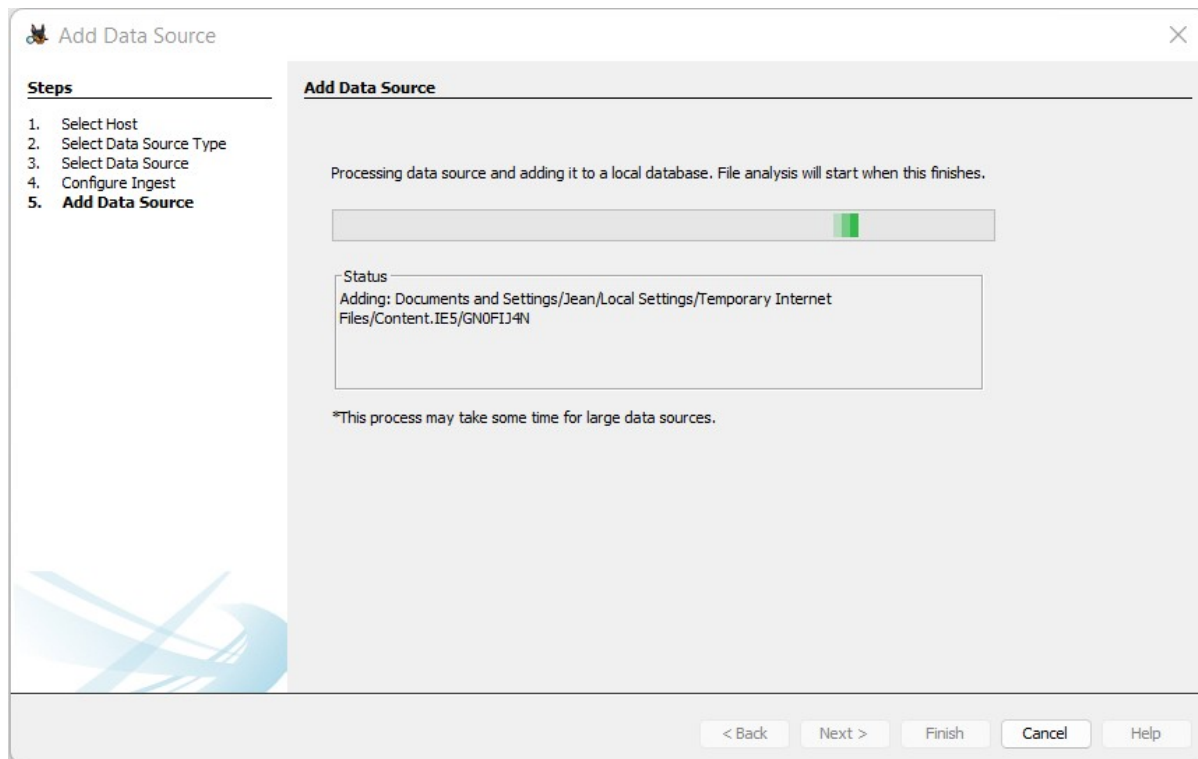 Add Data Source
Steps
1. Select Host
2. Select Data Source Type
3. Select Data Source
4. Configure Ingest
5. Add Data Source
Add Data Source
Processing data source and adding it to a local database. File analysis will start when this finishes.
Status
Adding: Documents and Settings/Jean/Local Settings/Temporary Internet
Files/Content.IE5/GN0FIJ4N
*This process may take some time for large data sources.
< Back
Next >
Finish
Cancel
Help